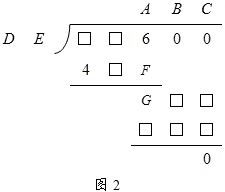 A B C
D E □ □ 6 0 0
4 □ F
G □ □
□ □ □
0
图 2